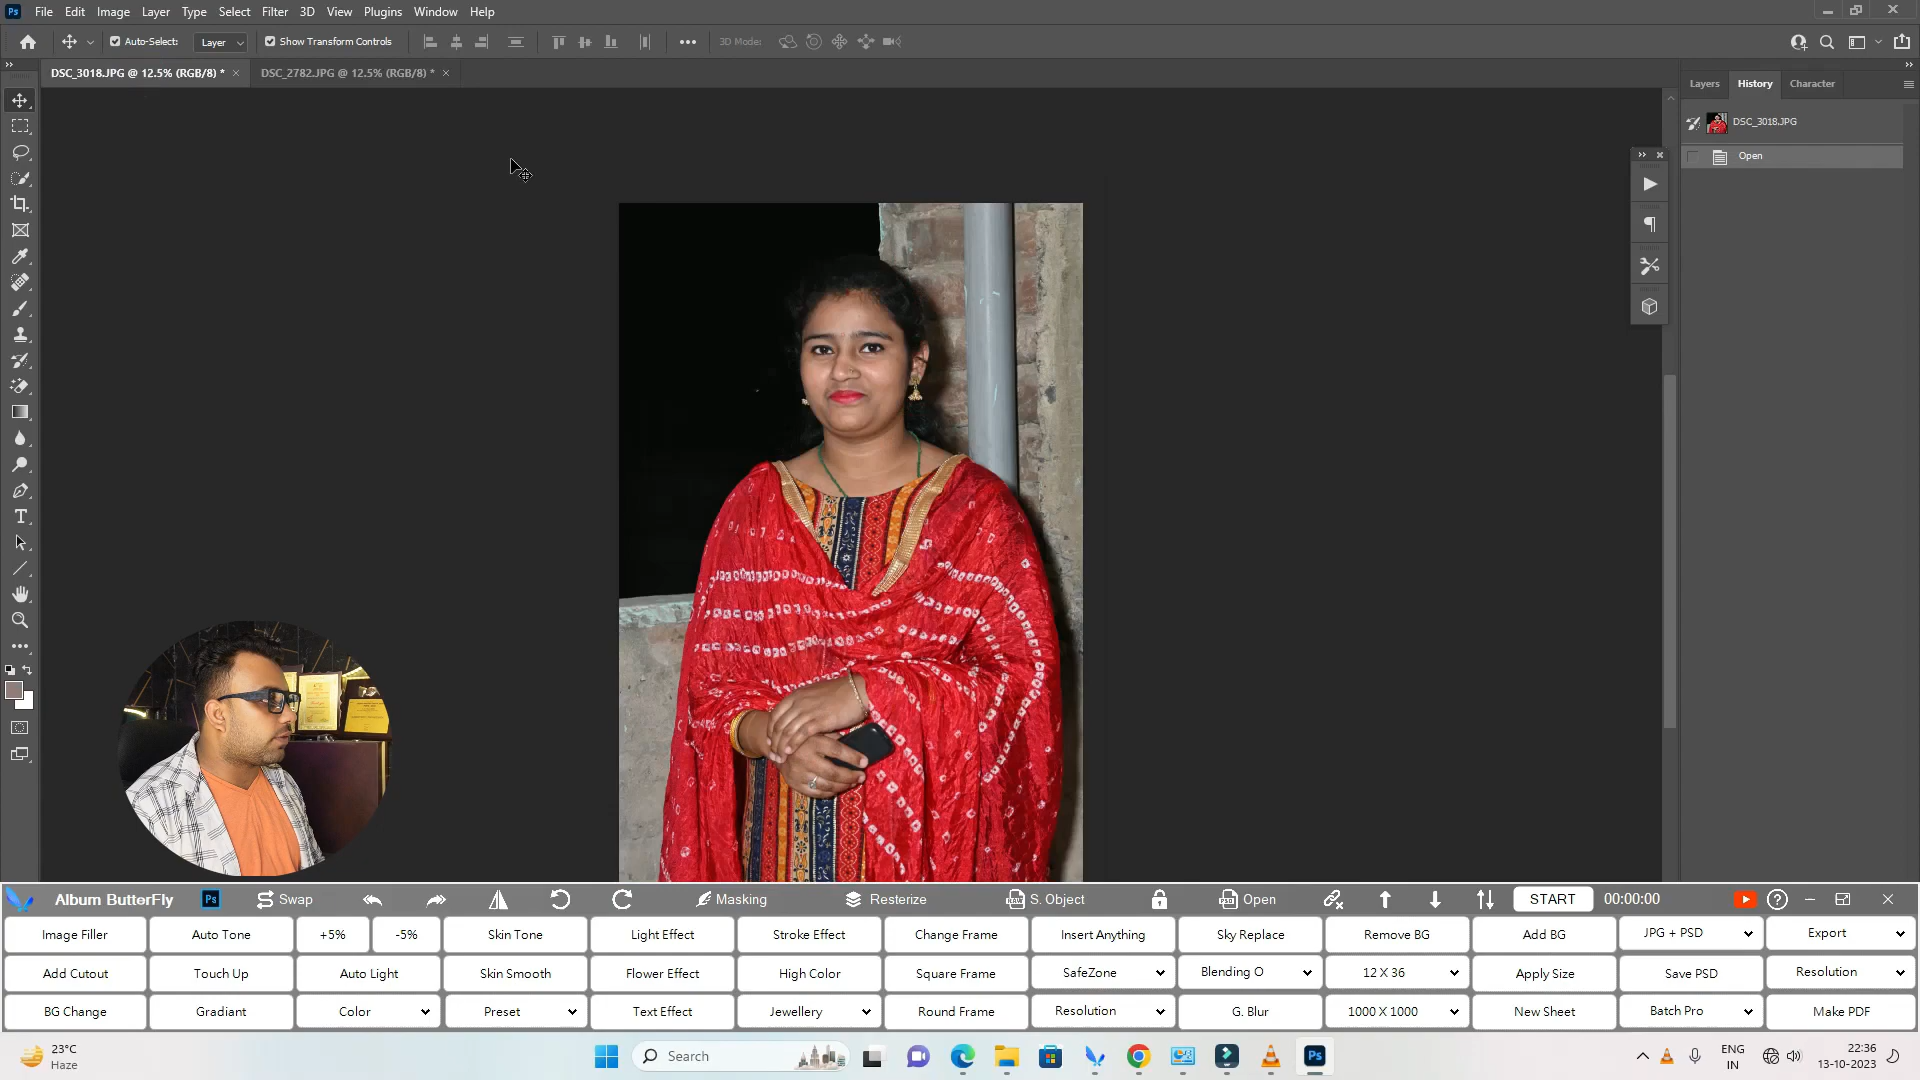 Ps File Edit Image Layer Type Select Filter 3D View Plugins Window Help
Auto-Select: Layer Show Transform Controls 3D Mode:
DSC_3018.JPG @ 12.5% (RGB/8) * × DSC_2782.JPG @ 12.5% (RGB/8) * ×
Layers History Character
DSC_3018.JPG
Open
Album ButterFly Ps Swap Masking Resterize S. Object Open START 00:00:00
Image Filler Auto Tone +5% -5% Skin Tone Light Effect Stroke Effect Change Frame Insert Anything Sky Replace Remove BG Add BG JPG + PSD Export
Add Cutout Touch Up Auto Light Skin Smooth Flower Effect High Color Square Frame SafeZone Blending O 12 X 36 Apply Size Save PSD Resolution
BG Change Gradiant Color Preset Text Effect Jewellery Round Frame Resolution G. Blur 1000 X 1000 New Sheet Batch Pro Make PDF
23°C
Haze
Search
Ps
ENG
IN
22:36
13-10-2023